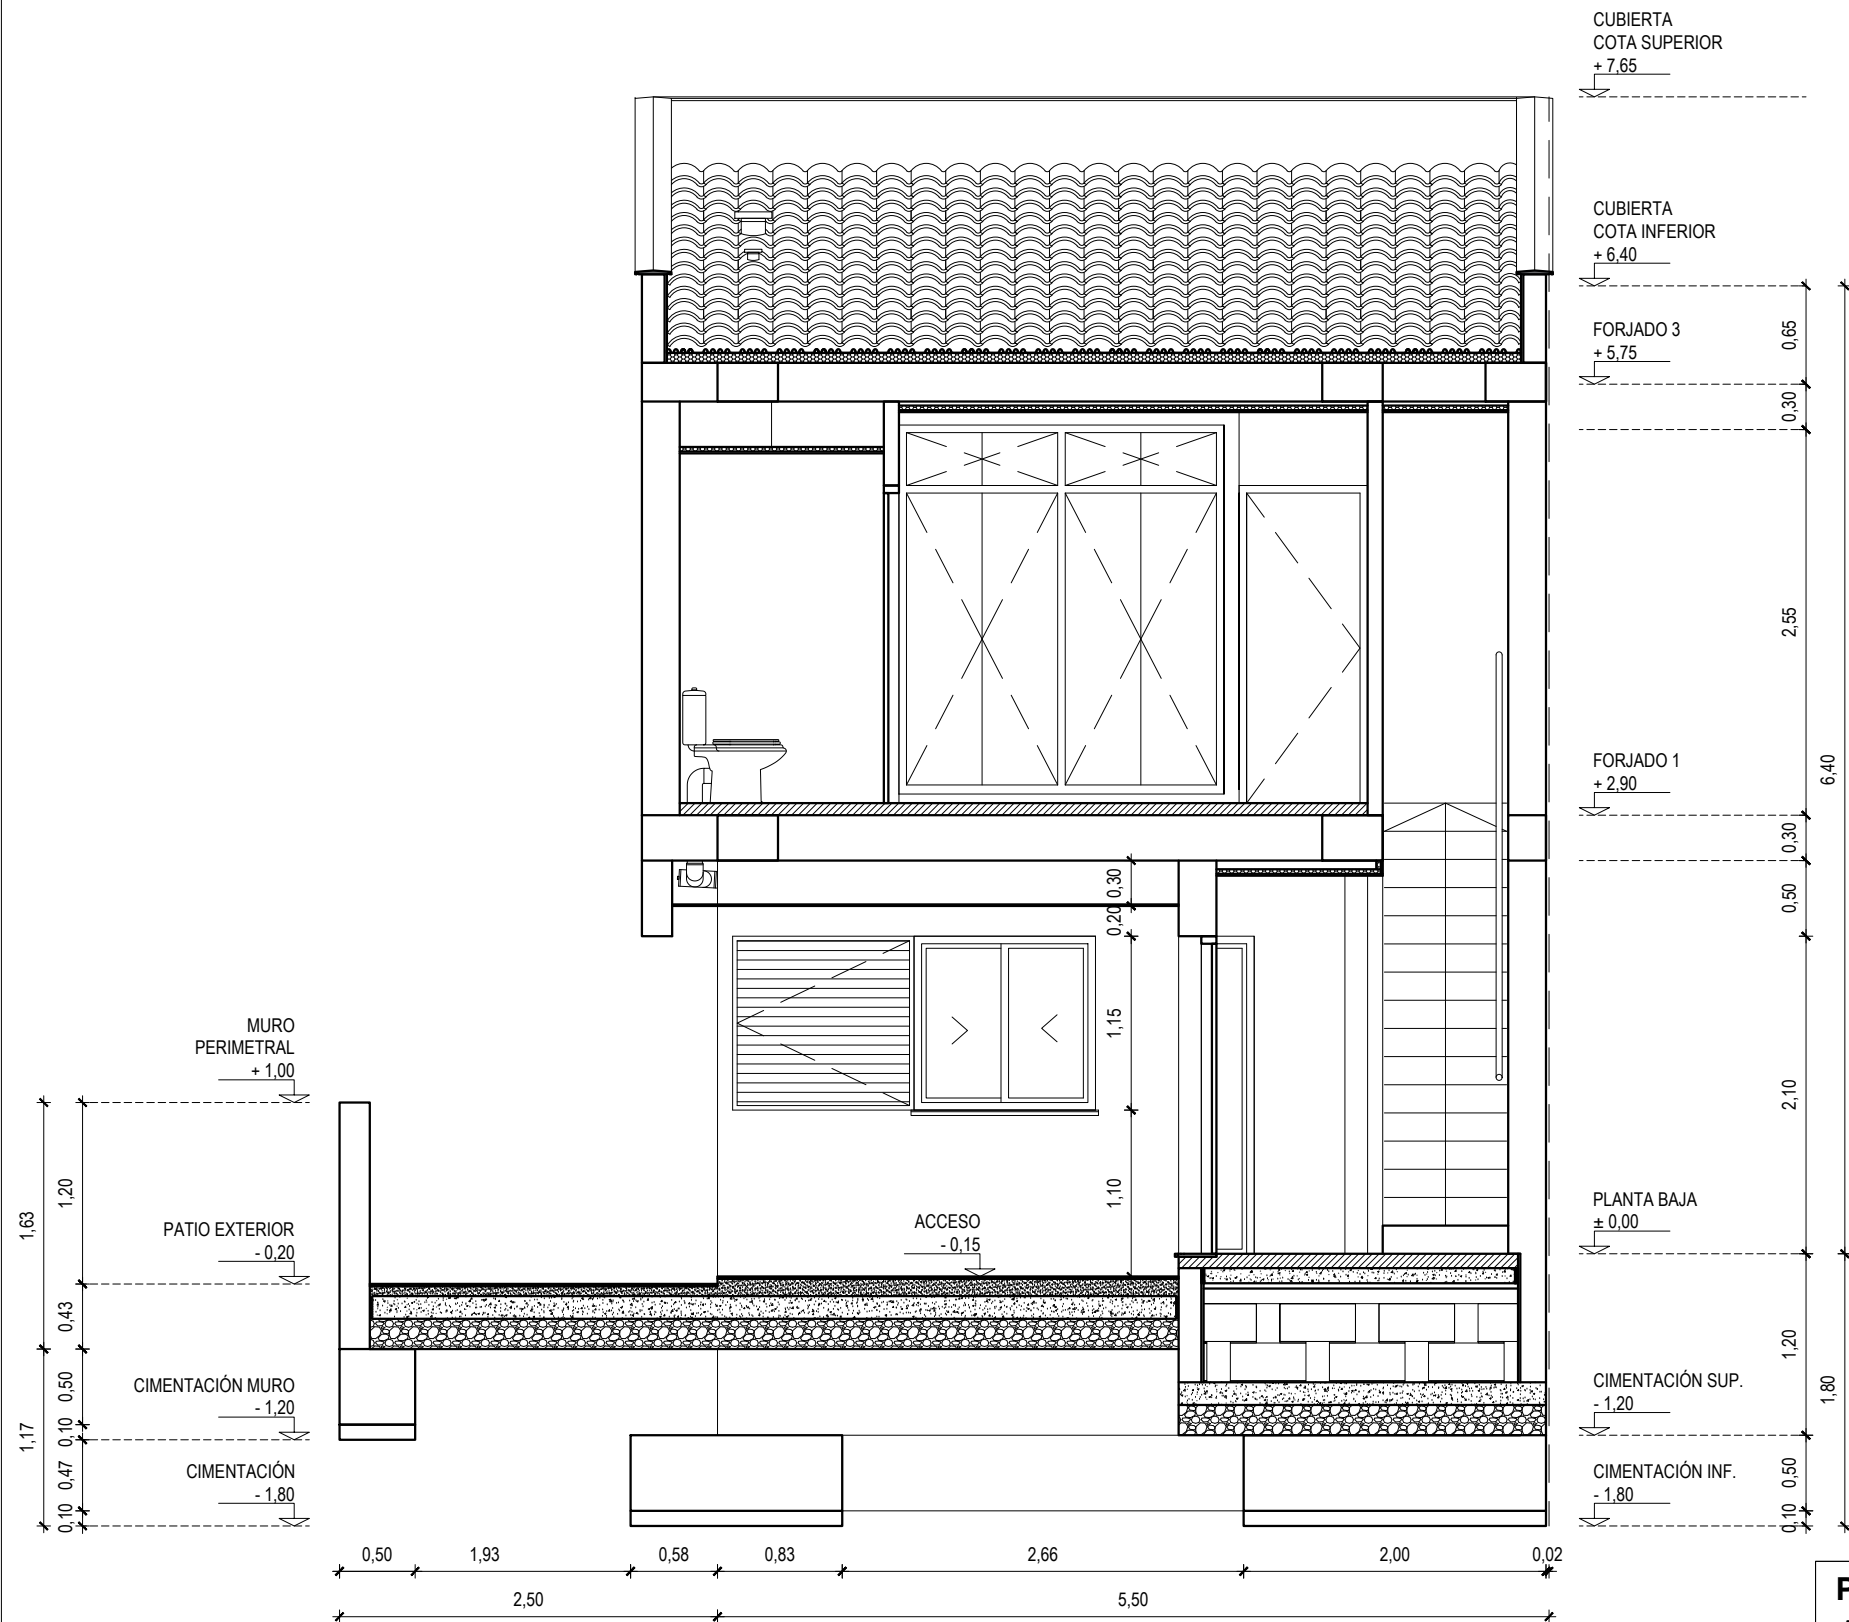 CUBIERTA
COTA SUPERIOR
+ 7,65
CUBIERTA
COTA INFERIOR
+ 6,40
FORJADO 3
+ 5,75
0,65
0,30
2,55
6,40
FORJADO 1
+ 2,90
0,30
0,50
2,10
0,30
0,20
1,15
1,10
MURO
PERIMETRAL
+ 1,00
PATIO EXTERIOR
- 0,20
ACCESO
- 0,15
PLANTA BAJA
± 0,00
1,63
1,20
0,43
1,17
0,50
0,10
0,47
0,10
CIMENTACIÓN MURO
- 1,20
CIMENTACIÓN
- 1,80
CIMENTACIÓN SUP.
- 1,20
CIMENTACIÓN INF.
- 1,80
1,20
1,80
0,50
0,10
0,50 1,93 0,58 0,83 2,66 2,00 0,02
2,50 5,50